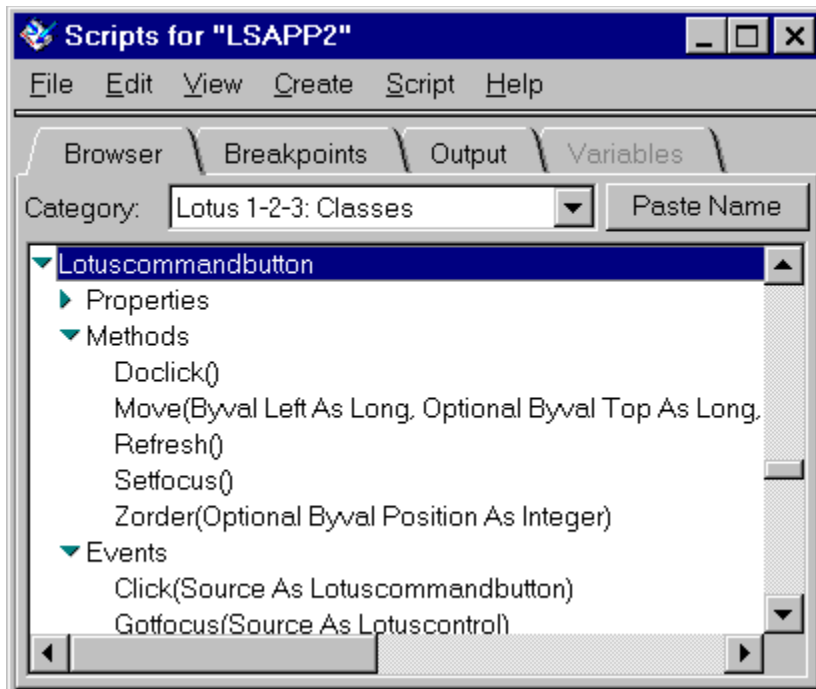 Scripts for "LSAPP2"
File Edit View Create Script Help
Browser Breakpoints Output Variables
Category: Lotus 1-2-3: Classes Paste Name
Lotuscommandbutton
Properties
Methods
Doclick()
Move(Byval Left As Long, Optional Byval Top As Long,
Refresh()
Setfocus()
Zorder(Optional Byval Position As Integer)
Events
Click(Source As Lotuscommandbutton)
Gotfocus(Source As Lotuscontrol)